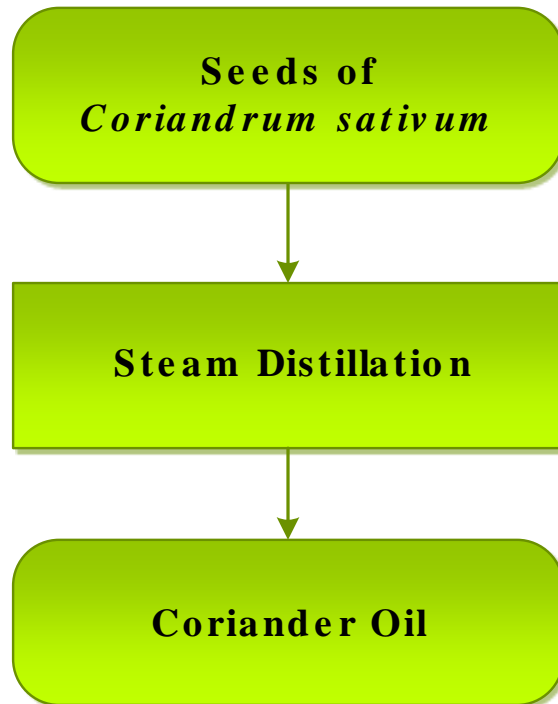 Seeds of
Coriandrum sativum
Steam Distillation
Coriander Oil